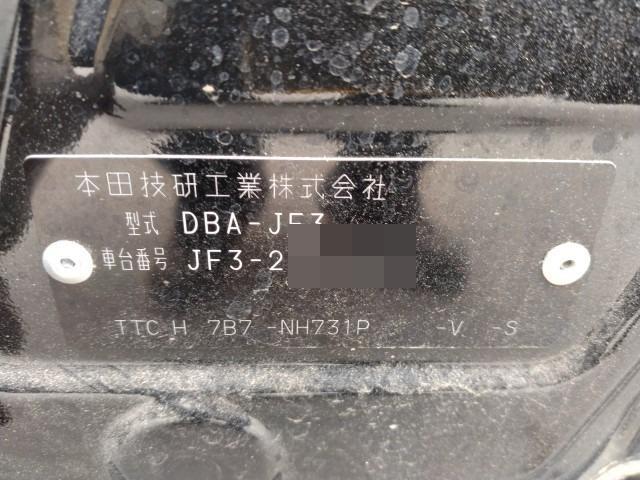 本田技研工業株式会社
型式 DBA-JF3
車台番号 JF3-2
TTC H 7B7 -NH731P -V -S